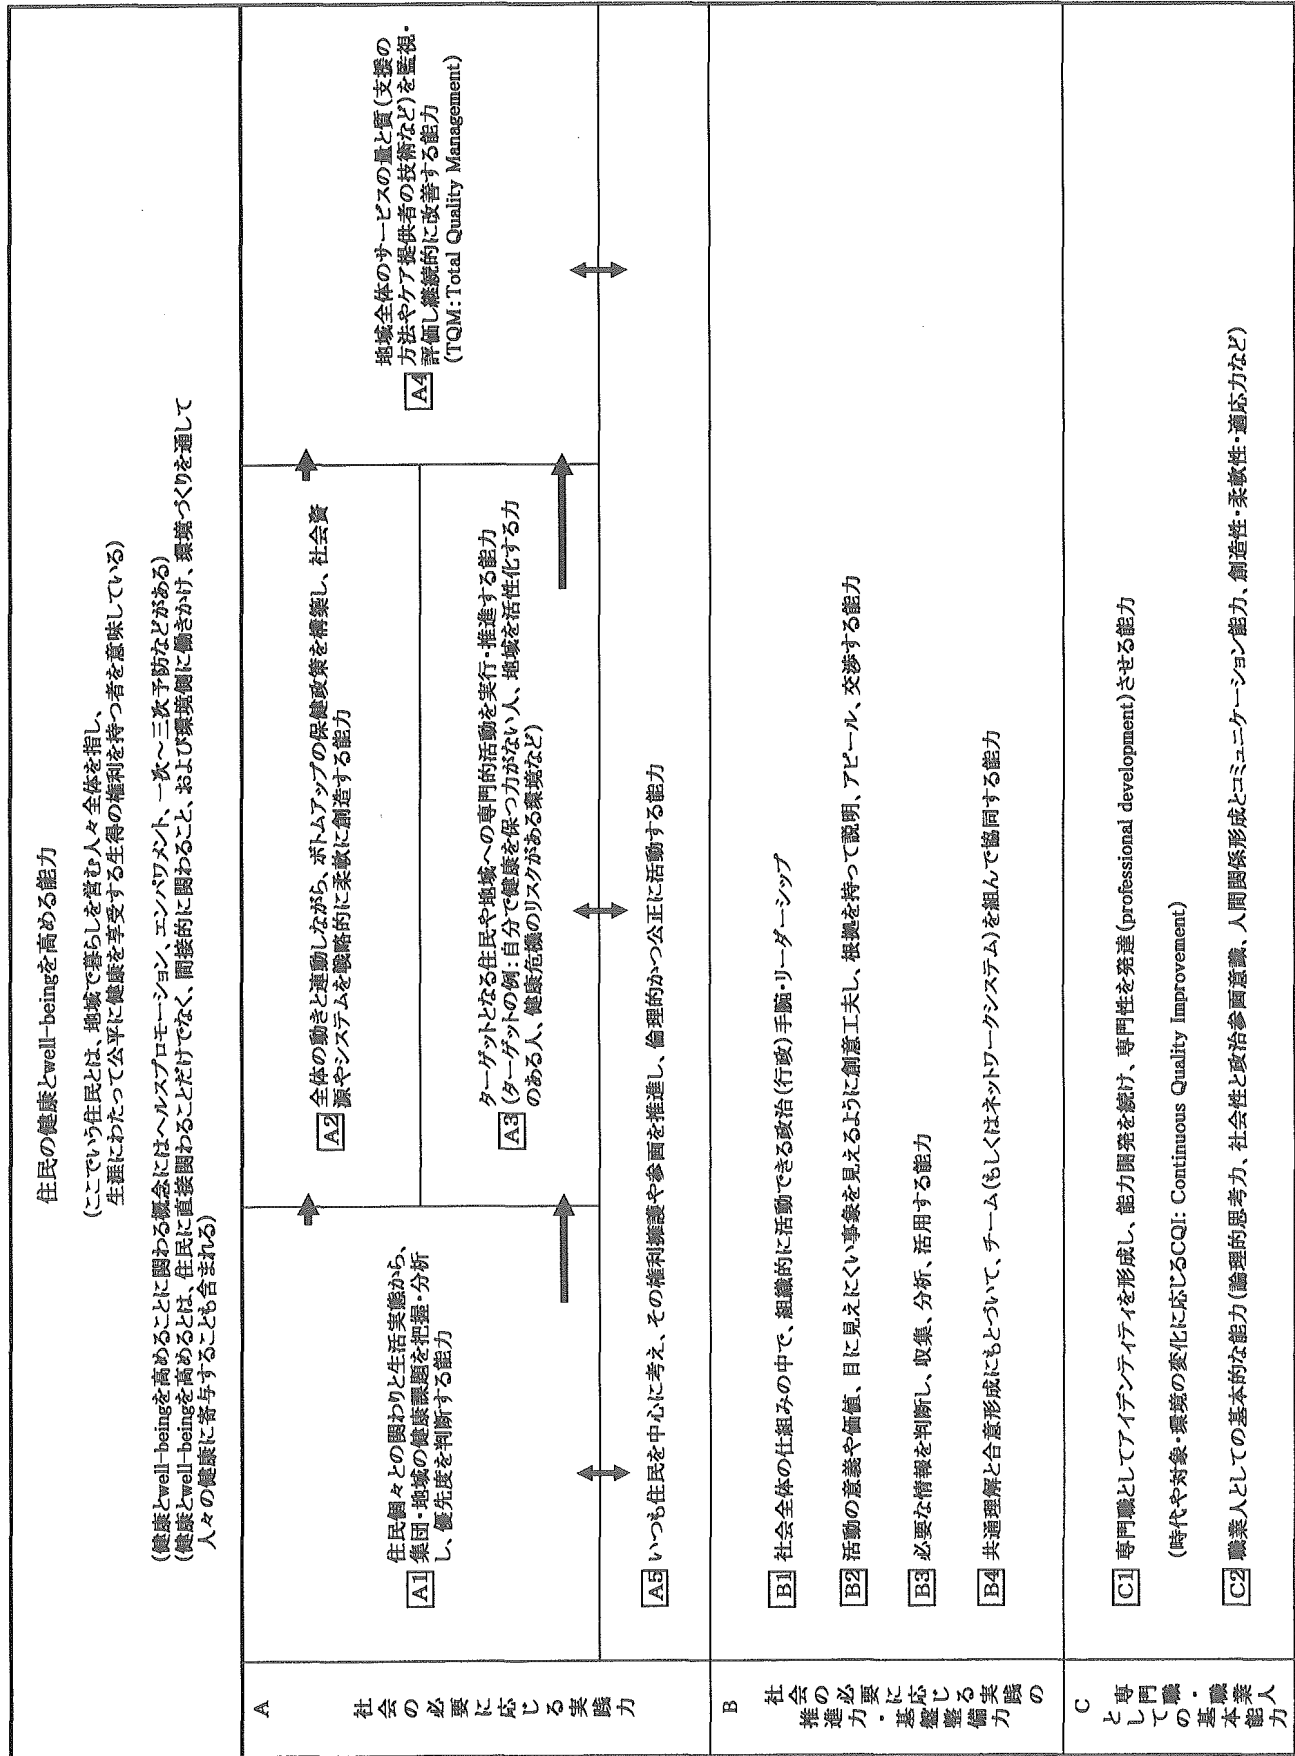 住民の健康とwell-beingを高める能力
(ここでいう住民とは、地域で暮らしを営む人々全体を指し、
生涯にわたって公平に健康を享受する生得の権利を持つ者を意味している)
(健康とwell-beingを高めることに関わる概念にはヘルスプロモーション、エンパワメント、一次~三次予防などがある)
(健康とwell-beingを高めるとは、住民に直接関わることだけでなく、間接的に関わること、および環境側に働きかけ、環境づくりを通して
人々の健康に寄与することも含まれる)
A
社会の必要に応じる実践力
A1
住民個々との関わりと生活実態から、
集団・地域の健康課題を把握・分析
し、優先度を判断する能力
A2
全体の動きと連動しながら、ボトムアップの保健政策を構築し、社会資
源やシステムを戦略的に柔軟に創造する能力
A3
ターゲットとなる住民や地域への専門的活動を実行・推進する能力
(ターゲットの例:自分で健康を保つ力がない人、地域を活性化する力
のある人、健康危機のリスクがある環境など)
A4
地域全体のサービスの量と質(支援の
方法やケア提供者の技術など)を監視・
評価し継続的に改善する能力
(TQM:Total Quality Management)
A5 いつも住民を中心に考え、その権利擁護や参画を推進し、倫理的かつ公正に活動する能力
B
社会の必要に応じる実践の
推進力・基盤整備力
B1 社会全体の仕組みの中で、組織的に活動できる政治(行政)手腕・リーダーシップ
B2 活動の意義や価値、目に見えにくい事象を見えるように創意工夫し、根拠を持って説明、アピール、交渉する能力
B3 必要な情報を判断し、収集、分析、活用する能力
B4 共通理解と合意形成にもとづいて、チーム(もしくはネットワークシステム)を組んで協同する能力
C
専門職・職業人
としての基本能力
C1 専門職としてアイデンティティを形成し、能力開発を続け、専門性を発達(professional development)させる能力
(時代や対象・環境の変化に応じるCQI: Continuous Quality Improvement)
C2 職業人としての基本的な能力(論理的思考力、社会性と政治参画意識、人間関係形成とコミュニケーション能力、創造性・柔軟性・適応力など)